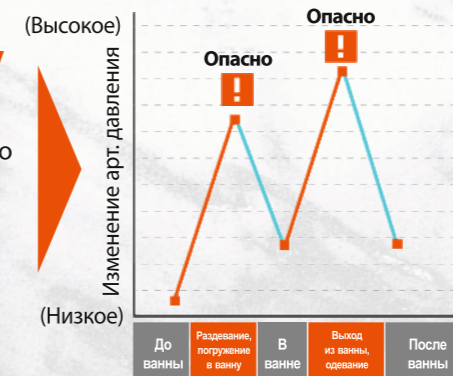 (Высокое)
Опасно
!
Опасно
!
Изменение арт. давления
о
(Низкое)
До
ванны
Раздевание,
погружение
в ванну
В
ванне
Выход
из ванны,
одевание
После
ванны